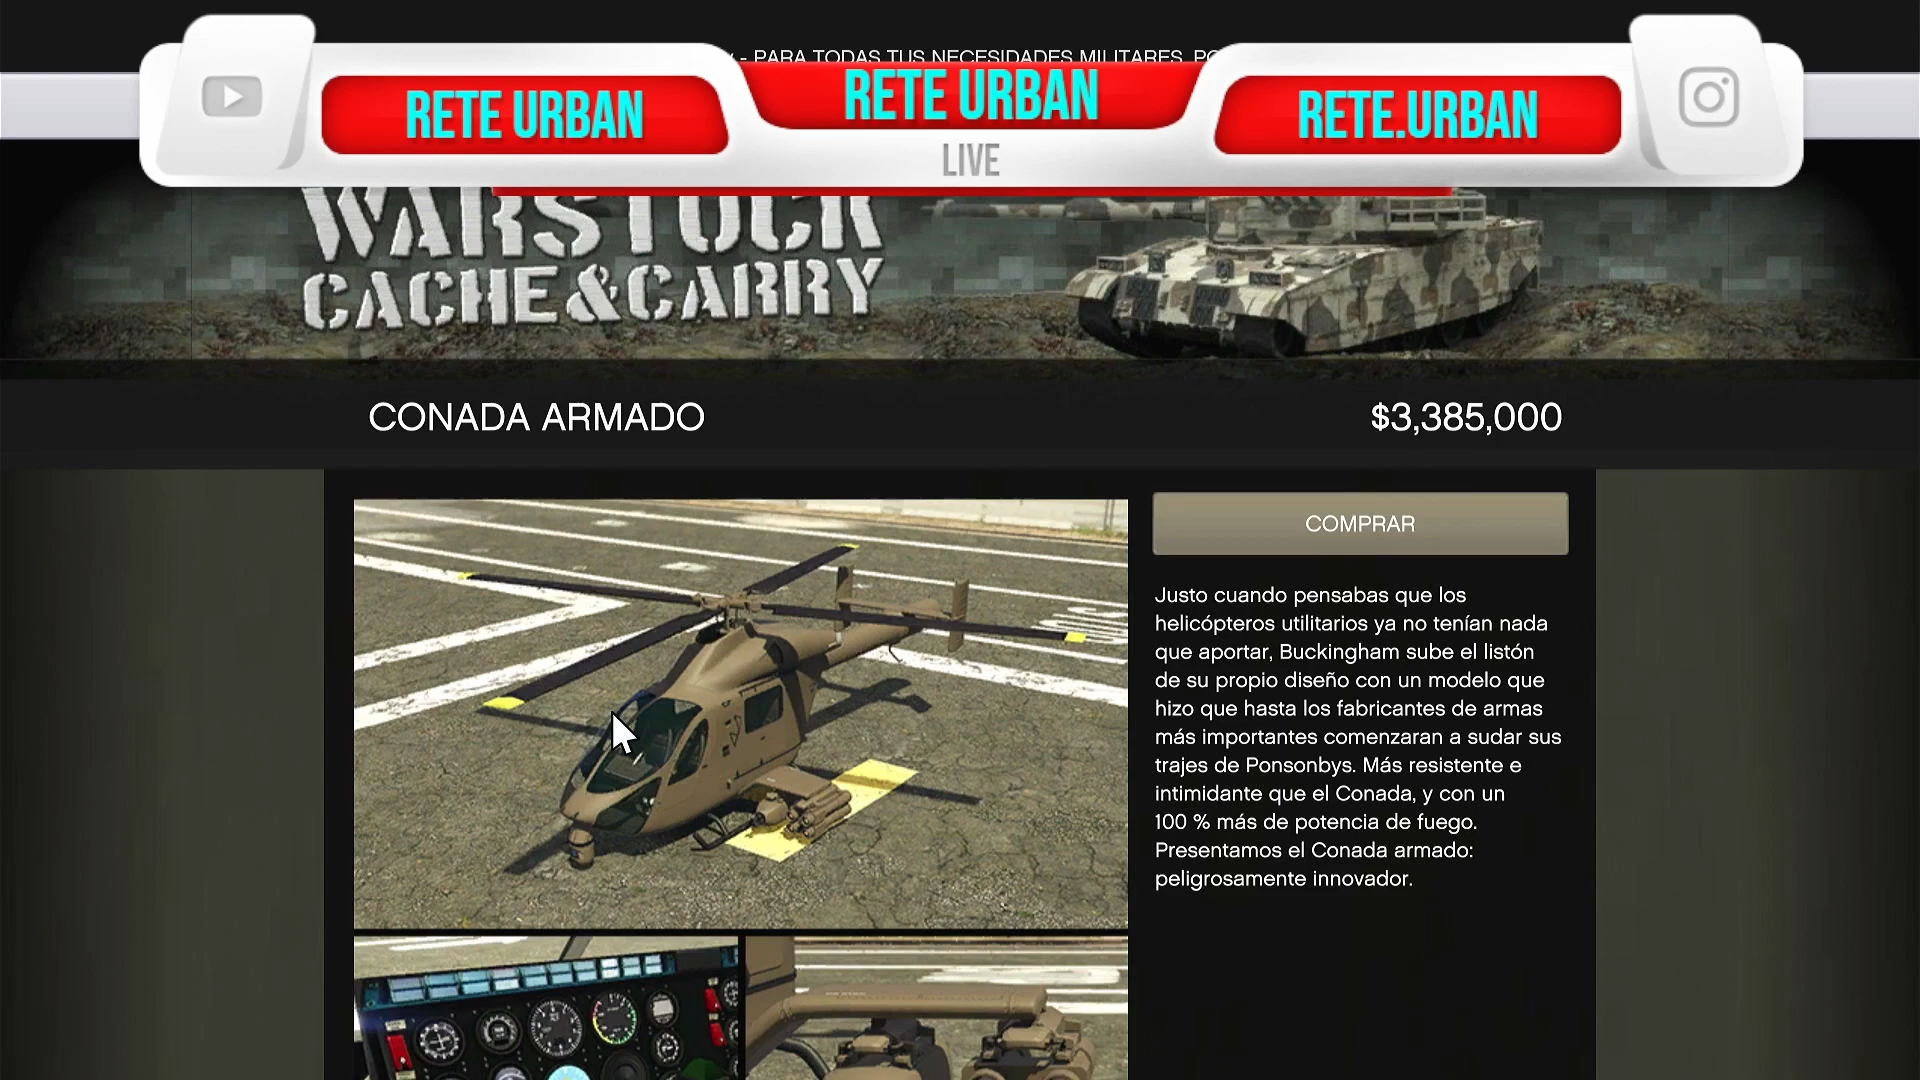 - PARA TODAS TUS NECESIDADES MILITARES,
RETE URBAN
RETE URBAN
RETE.URBAN
LIVE
WARSTOCK
CACHE & CARRY
CONADA ARMADO
$3,385,000
COMPRAR
Justo cuando pensabas que los
helicópteros utilitarios ya no tenían nada
que aportar, Buckingham sube el listón
de su propio diseño con un modelo que
hizo que hasta los fabricantes de armas
más importantes comenzaran a sudar sus
trajes de Ponsonbys. Más resistente e
intimidante que el Conada, y con un
100 % más de potencia de fuego.
Presentamos el Conada armado:
peligrosamente innovador.